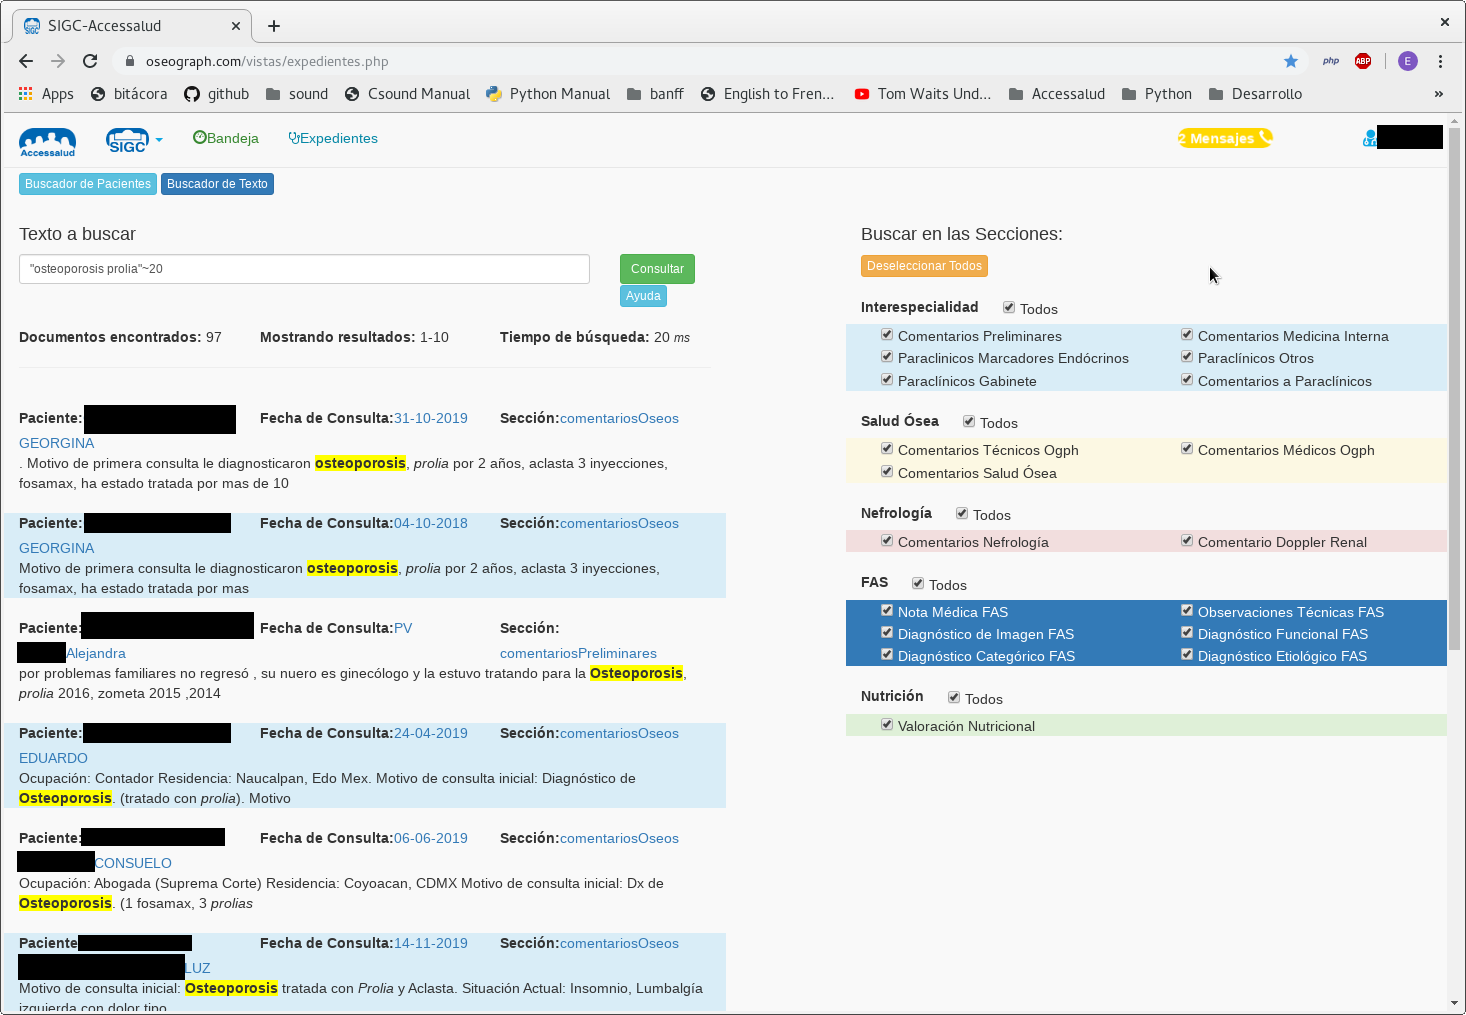 SIGC-Accessalud
oseograph.com/vistas/expedientes.php
php
ABP
E
Apps
bitácora
github
sound
Csound Manual
Python Manual
banff
English to Fren...
Tom Waits Und...
Accessalud
Python
Desarrollo
»
Accessalud
SIGC
Bandeja
Expedientes
2 Mensajes
Buscador de Pacientes
Buscador de Texto
Texto a buscar
"osteoporosis prolia"~20
Consultar
Ayuda
Documentos encontrados: 97
Mostrando resultados: 1-10
Tiempo de búsqueda: 20 ms
Paciente:
Fecha de Consulta:31-10-2019
Sección:comentariosOseos
GEORGINA
. Motivo de primera consulta le diagnosticaron osteoporosis, prolia por 2 años, aclasta 3 inyecciones,
fosamax, ha estado tratada por mas de 10
Paciente:
Fecha de Consulta:04-10-2018
Sección:comentariosOseos
GEORGINA
Motivo de primera consulta le diagnosticaron osteoporosis, prolia por 2 años, aclasta 3 inyecciones,
fosamax, ha estado tratada por mas
Paciente:
Fecha de Consulta:PV
Sección:
Alejandra
comentariosPreliminares
por problemas familiares no regresó , su nuero es ginecólogo y la estuvo tratando para la Osteoporosis,
prolia 2016, zometa 2015 ,2014
Paciente:
Fecha de Consulta:24-04-2019
Sección:comentariosOseos
EDUARDO
Ocupación: Contador Residencia: Naucalpan, Edo Mex. Motivo de consulta inicial: Diagnóstico de
Osteoporosis. (tratado con prolia). Motivo
Paciente:
Fecha de Consulta:06-06-2019
Sección:comentariosOseos
CONSUELO
Ocupación: Abogada (Suprema Corte) Residencia: Coyoacan, CDMX Motivo de consulta inicial: Dx de
Osteoporosis. (1 fosamax, 3 prolias
Paciente
Fecha de Consulta:14-11-2019
Sección:comentariosOseos
LUZ
Motivo de consulta inicial: Osteoporosis tratada con Prolia y Aclasta. Situación Actual: Insomnio, Lumbalgía
izquierda con dolor tipo
Buscar en las Secciones:
Deseleccionar Todos
Interespecialidad
Todos
Comentarios Preliminares
Comentarios Medicina Interna
Paraclinicos Marcadores Endócrinos
Paraclínicos Otros
Paraclínicos Gabinete
Comentarios a Paraclínicos
Salud Ósea
Todos
Comentarios Técnicos Ogph
Comentarios Médicos Ogph
Comentarios Salud Ósea
Nefrología
Todos
Comentarios Nefrología
Comentario Doppler Renal
FAS
Todos
Nota Médica FAS
Observaciones Técnicas FAS
Diagnóstico de Imagen FAS
Diagnóstico Funcional FAS
Diagnóstico Categórico FAS
Diagnóstico Etiológico FAS
Nutrición
Todos
Valoración Nutricional